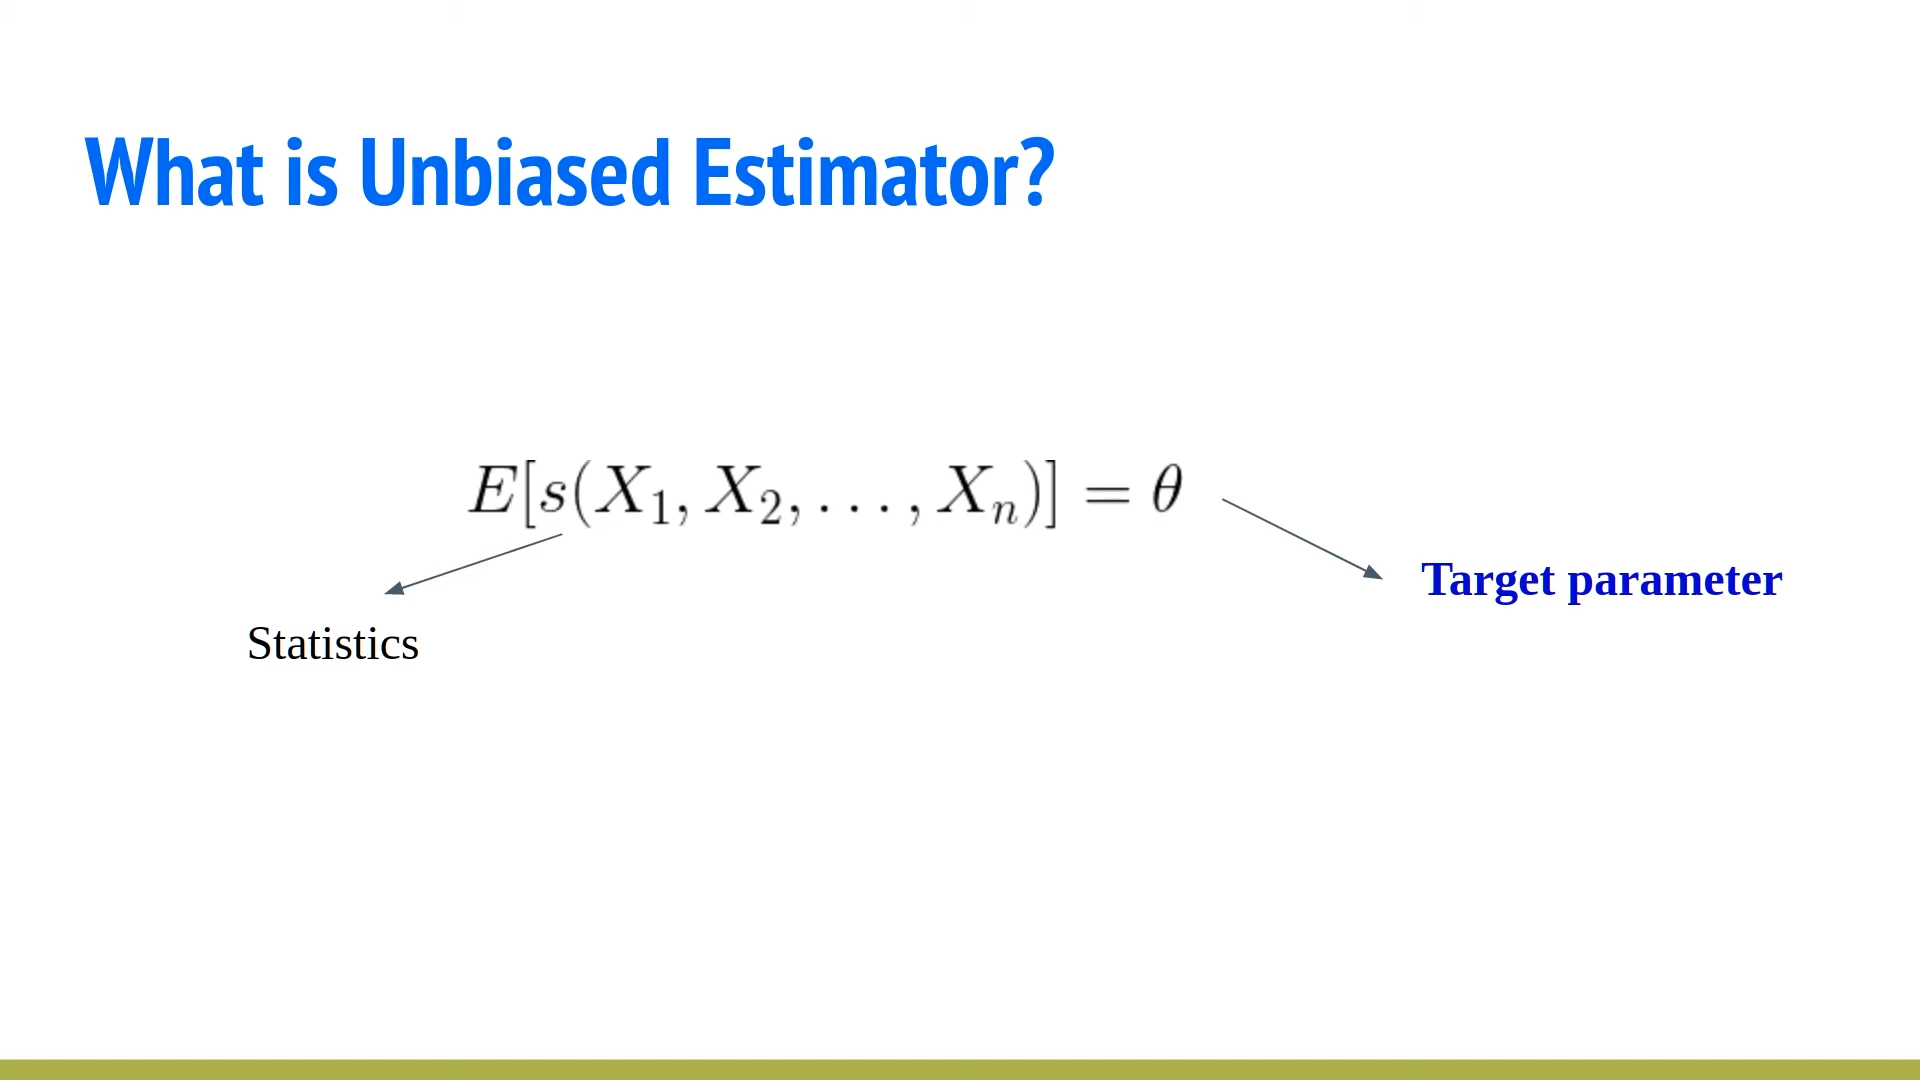 What is Unbiased Estimator?
E[s(X₁, X₂, . . . , Xₙ)] = θ
Target parameter
Statistics